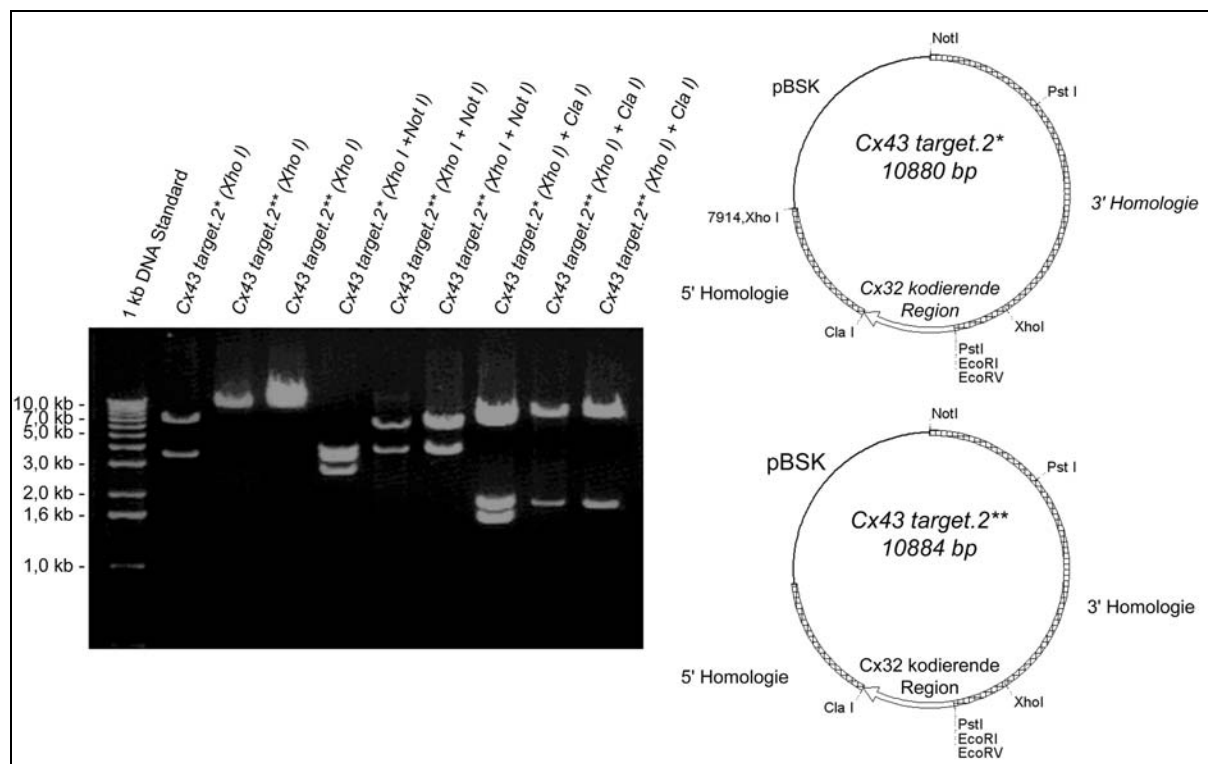 1 kb DNA Standard
Cx43 target.2* (Xho I)
Cx43 target.2** (Xho I)
Cx43 target.2** (Xho I)
Cx43 target.2* (Xho I +Not I)
Cx43 target.2** (Xho I + Not I)
Cx43 target.2** (Xho I + Not I)
Cx43 target.2* (Xho I) + Cla I)
Cx43 target.2** (Xho I) + Cla I)
Cx43 target.2** (Xho I) + Cla I)
10,0 kb -
7,0 kb -
5,0 kb -
3,0 kb -
2,0 kb -
1,6 kb -
1,0 kb -
NotI
pBSK
Pst I
Cx43 target.2*
10880 bp
7914,Xho I
3' Homologie
5' Homologie
Cx32 kodierende
Region
Cla I
XhoI
PstI
EcoRI
EcoRV
NotI
pBSK
Pst I
Cx43 target.2**
10884 bp
3' Homologie
5' Homologie
Cx32 kodierende
Region
Cla I
XhoI
PstI
EcoRI
EcoRV